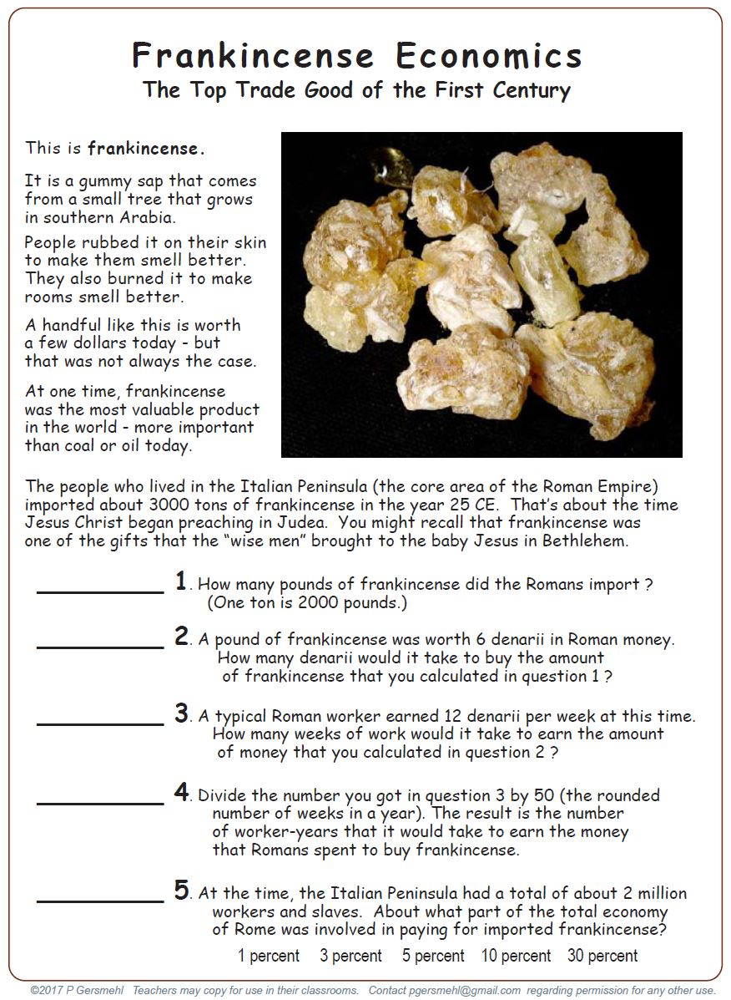 Frankincense Economics
The Top Trade Good of the First Century
This is frankincense.
It is a gummy sap that comes
from a small tree that grows
in southern Arabia.
People rubbed it on their skin
to make them smell better.
They also burned it to make
rooms smell better.
A handful like this is worth
a few dollars today - but
that was not always the case.
At one time, frankincense
was the most valuable product
in the world - more important
than coal or oil today.
The people who lived in the Italian Peninsula (the core area of the Roman Empire)
imported about 3000 tons of frankincense in the year 25 CE. That's about the time
Jesus Christ began preaching in Judea. You might recall that frankincense was
one of the gifts that the “wise men” brought to the baby Jesus in Bethlehem.
__________ 1. How many pounds of frankincense did the Romans import ?
(One ton is 2000 pounds.)
__________ 2. A pound of frankincense was worth 6 denarii in Roman money.
How many denarii would it take to buy the amount
of frankincense that you calculated in question 1 ?
__________ 3. A typical Roman worker earned 12 denarii per week at this time.
How many weeks of work would it take to earn the amount
of money that you calculated in question 2 ?
__________ 4. Divide the number you got in question 3 by 50 (the rounded
number of weeks in a year). The result is the number
of worker-years that it would take to earn the money
that Romans spent to buy frankincense.
__________ 5. At the time, the Italian Peninsula had a total of about 2 million
workers and slaves. About what part of the total economy
of Rome was involved in paying for imported frankincense?
1 percent 3 percent 5 percent 10 percent 30 percent
©2017 P Gersmehl Teachers may copy for use in their classrooms. Contact pgersmehl@gmail.com regarding permission for any other use.